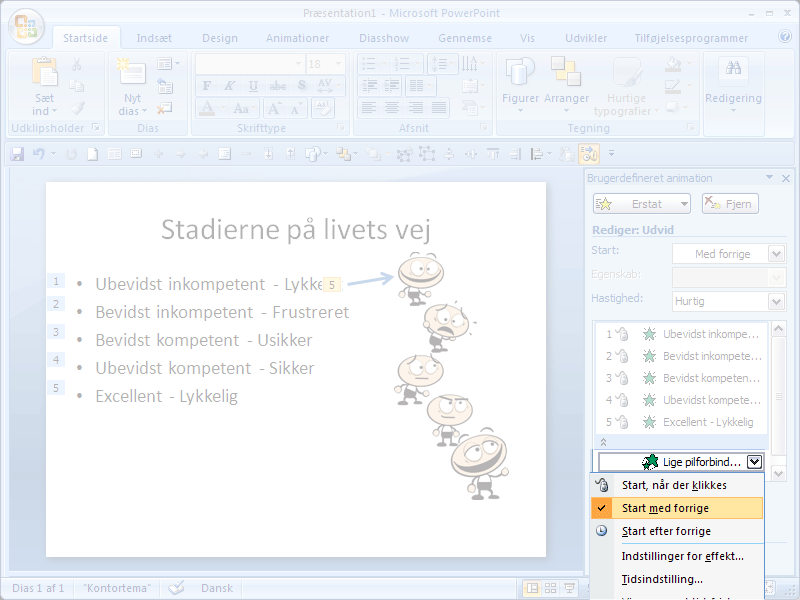 Præsentation1 - Microsoft PowerPoint
Startside Indsæt Design Animationer Diasshow Gennemse Vis Udvikler Tilføjelsesprogrammer
18
Sæt ind
Nyt dias
F K U abc S AV
A Aa A A
Figurer Arranger Hurtige typografier
Redigering
Udklipsholder Dias Skrifttype Afsnit Tegning
Brugerdefineret animation
Erstat Fjern
Rediger: Udvid
Start: Med forrige
Egenskab:
Hastighed: Hurtig
1 Ubevidst inkompe...
2 Bevidst inkompete...
3 Bevidst kompeten...
4 Ubevidst kompete...
5 Excellent - Lykkelig
Lige pilforbind...
Start, når der klikkes
Start med forrige
Start efter forrige
Indstillinger for effekt...
Tidsindstilling...
Stadierne på livets vej
1 • Ubevidst inkompetent - Lykke 5
2 • Bevidst inkompetent - Frustreret
3 • Bevidst kompetent - Usikker
4 • Ubevidst kompetent - Sikker
5 • Excellent - Lykkelig
Dias 1 af 1 "Kontortema" Dansk